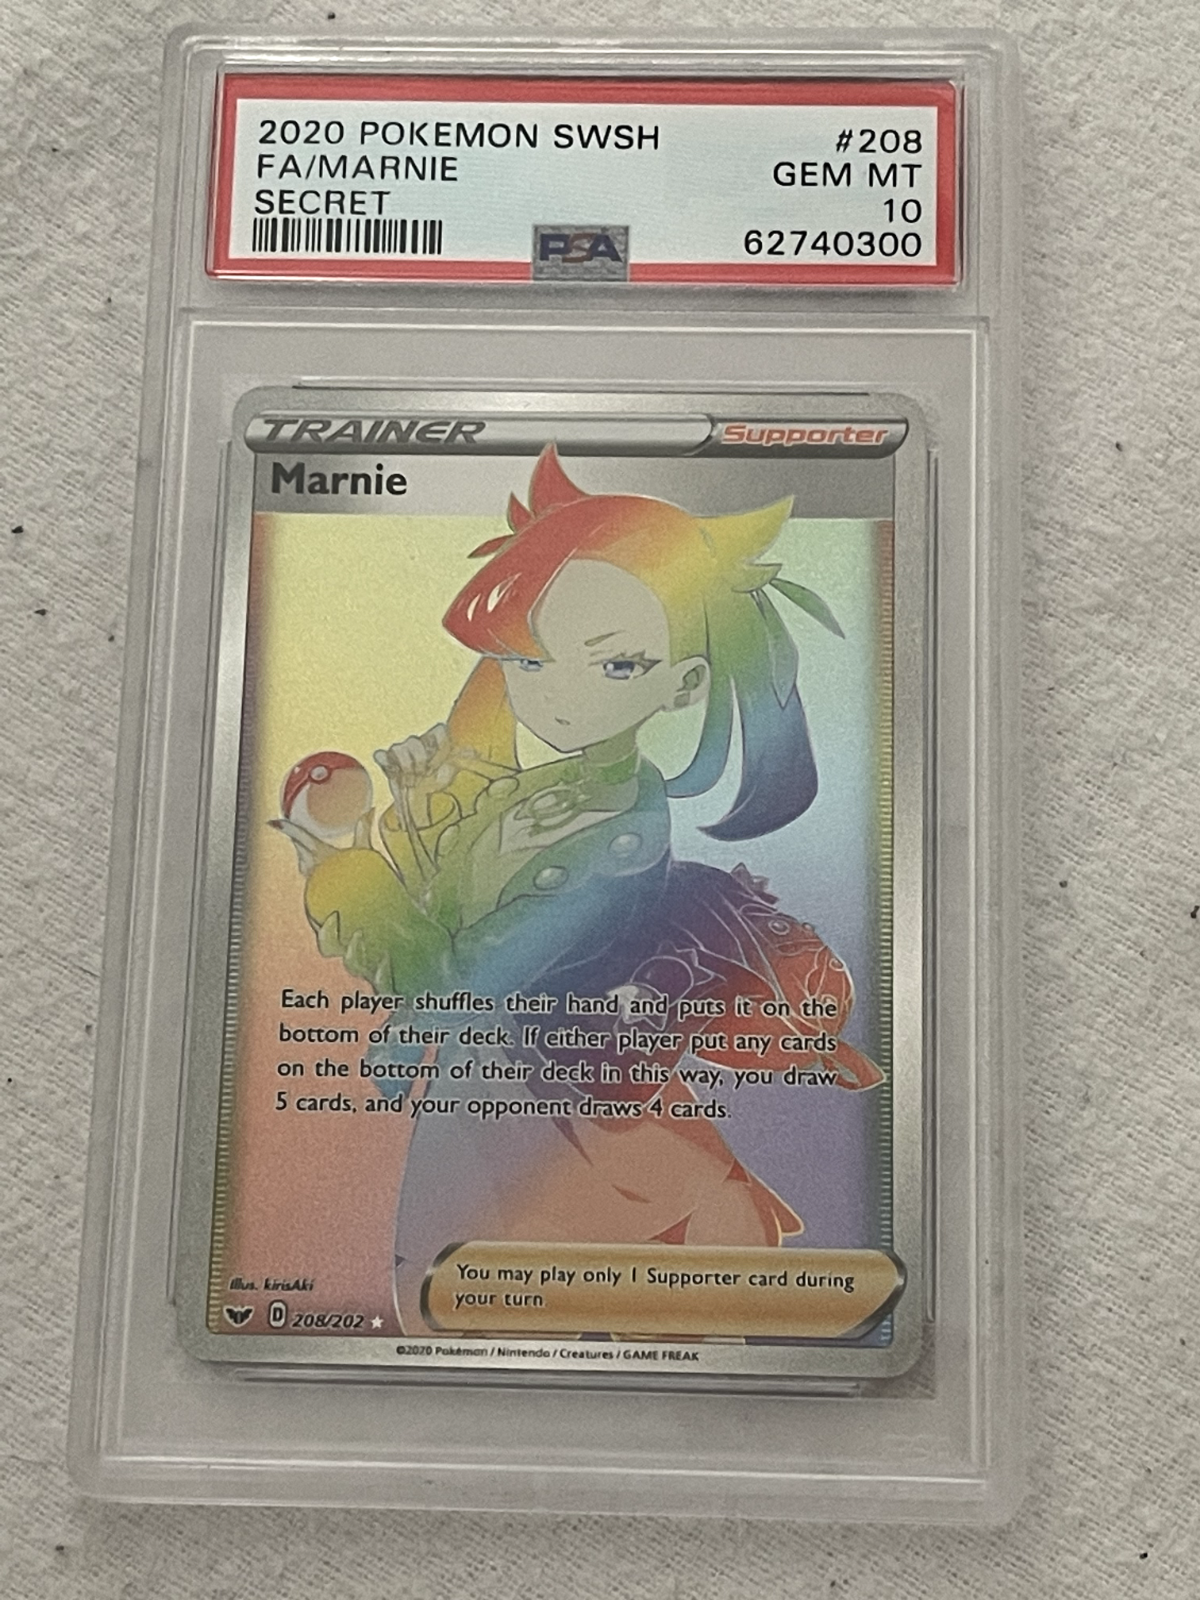 2020 POKEMON SWSH #208
FA/MARNIE GEM MT
SECRET 10
PSA 62740300
TRAINER Supporter
Marnie
Each player shuffles their hand and puts it on the
bottom of their deck. If either player put any cards
on the bottom of their deck in this way, you draw
5 cards, and your opponent draws 4 cards.
You may play only 1 Supporter card during
your turn.
Illus. kirisAki
D 208/202
©2020 Pokémon / Nintendo / Creatures / GAME FREAK